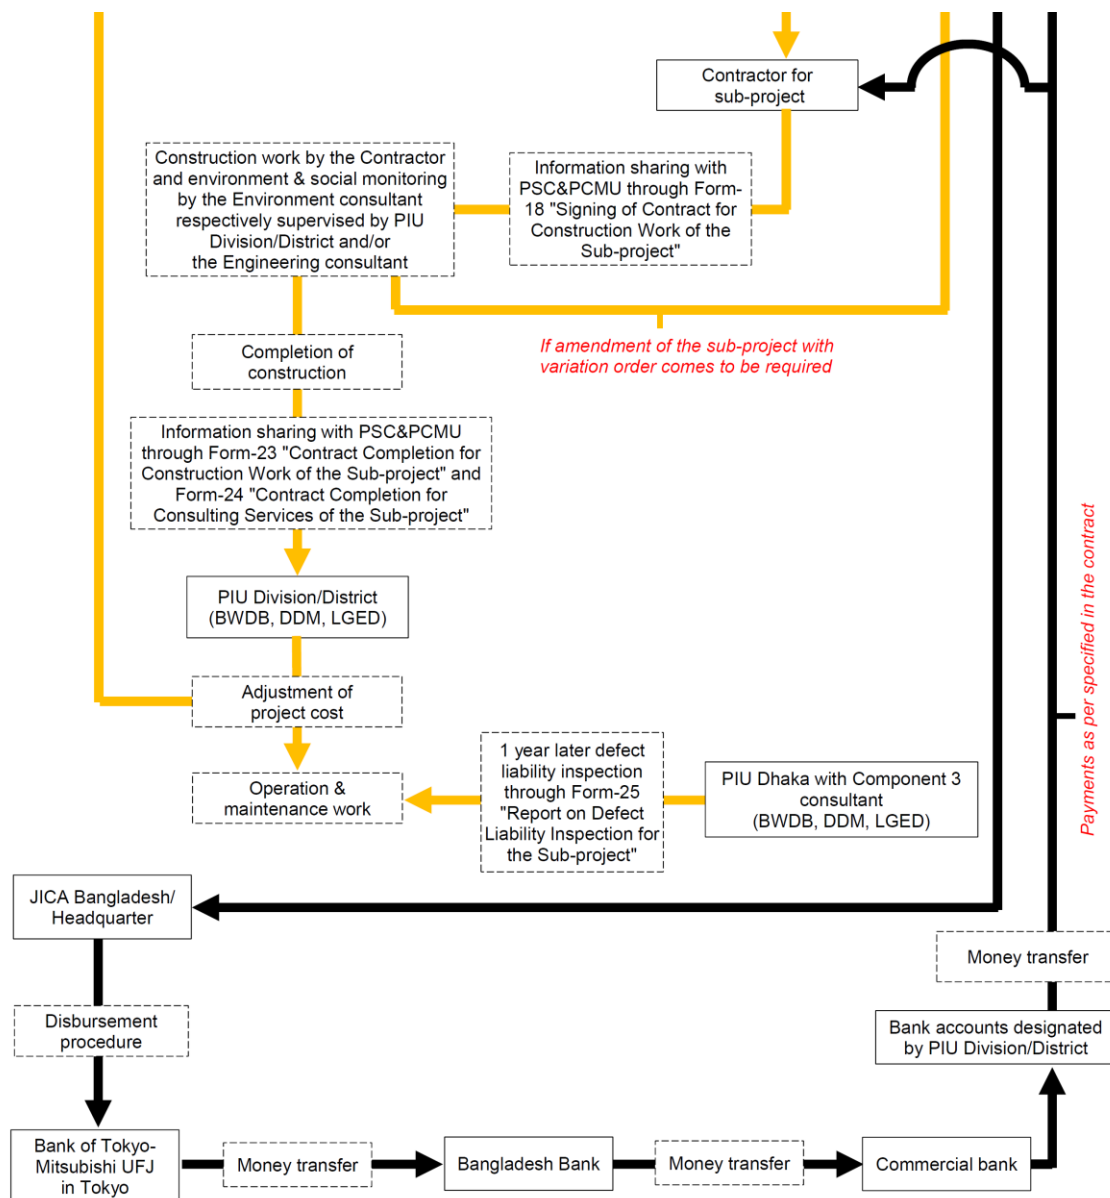 Contractor for
sub-project
Construction work by the Contractor
and environment & social monitoring
by the Environment consultant
respectively supervised by PIU
Division/District and/or
the Engineering consultant
Information sharing with
PSC&PCMU through Form-
18 "Signing of Contract for
Construction Work of the
Sub-project"
If amendment of the sub-project with
variation order comes to be required
Completion of
construction
Information sharing with PSC&PCMU
through Form-23 "Contract Completion for
Construction Work of the Sub-project" and
Form-24 "Contract Completion for
Consulting Services of the Sub-project"
PIU Division/District
(BWDB, DDM, LGED)
Adjustment of
project cost
Operation &
maintenance work
1 year later defect
liability inspection
through Form-25
"Report on Defect
Liability Inspection for
the Sub-project"
PIU Dhaka with Component 3
consultant
(BWDB, DDM, LGED)
Payments as per specified in the contract
JICA Bangladesh/
Headquarter
Money transfer
Disbursement
procedure
Bank accounts designated
by PIU Division/District
Bank of Tokyo-
Mitsubishi UFJ
in Tokyo
Money transfer
Bangladesh Bank
Money transfer
Commercial bank